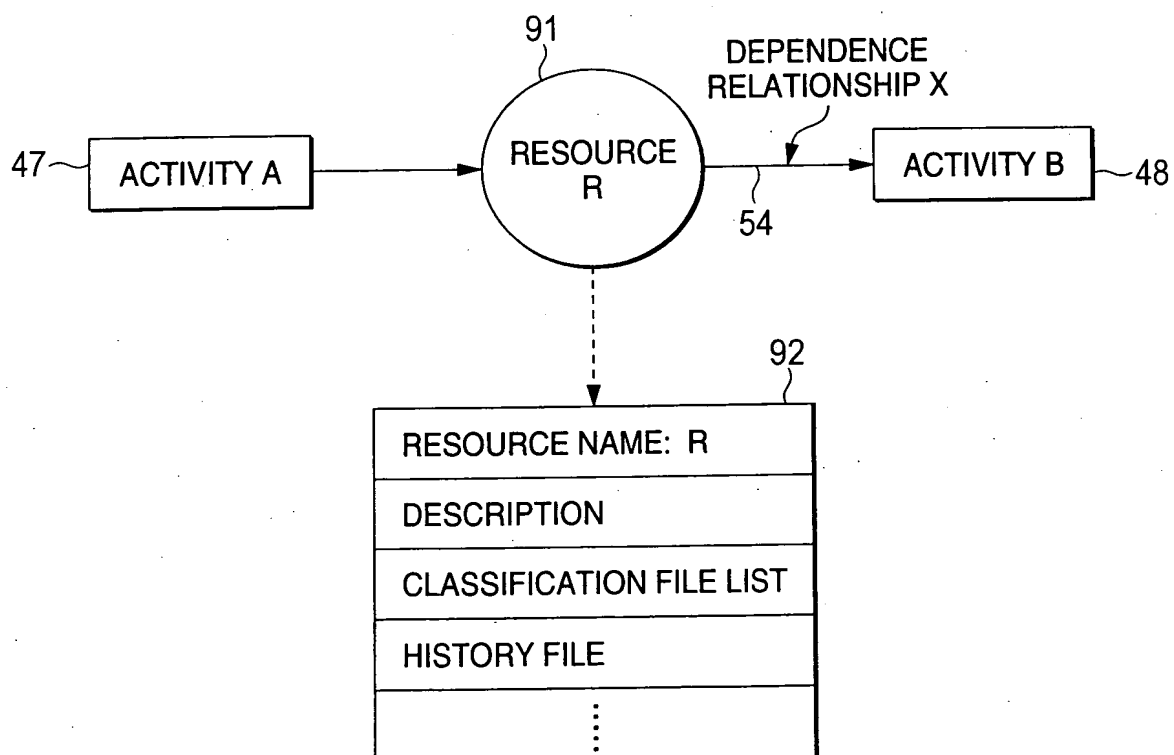 91
DEPENDENCE
RELATIONSHIP X
47
ACTIVITY A
RESOURCE
R
ACTIVITY B
48
54
92
RESOURCE NAME: R
DESCRIPTION
CLASSIFICATION FILE LIST
HISTORY FILE